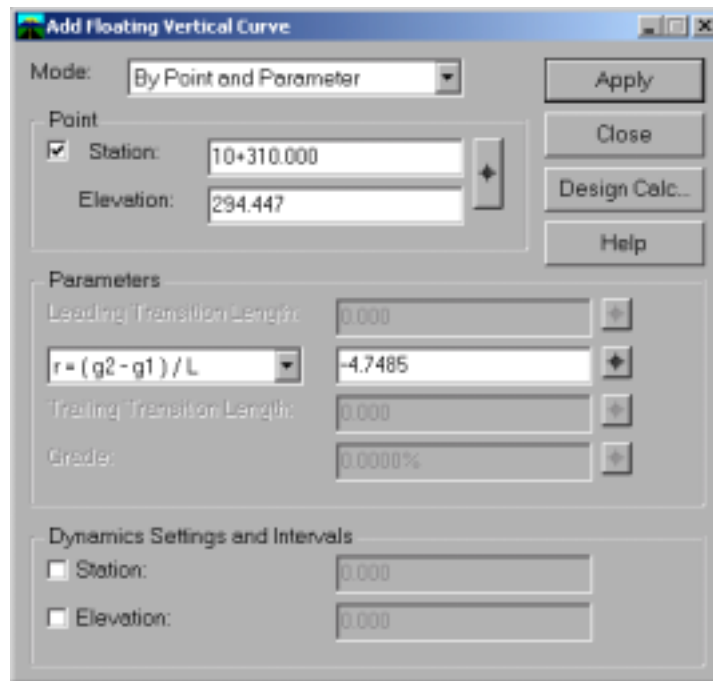 Add Floating Vertical Curve
Mode: By Point and Parameter
Apply
Point
Station: 10+310.000
Close
Elevation: 294.447
Design Calc...
Help
Parameters
Leading Transition Length: 0.000
r = ( g2 - g1 ) / L -4.7485
Trailing Transition Length: 0.000
Grade: 0.0000%
Dynamics Settings and Intervals
Station: 0.000
Elevation: 0.000